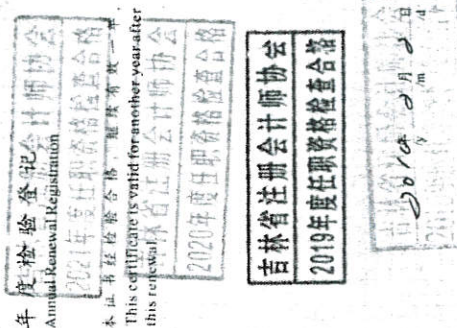 年度检验登记
Annual Renewal Registration
本证书经检验合格,继续有效一年.
This certificate is valid for another year after
this renewal.
2021年度任职资格检查合格
吉林省注册会计师协会
2020年度任职资格检查合格
吉林省注册会计师协会
2019年度任职资格检查合格
年 月 日
/y /m /d